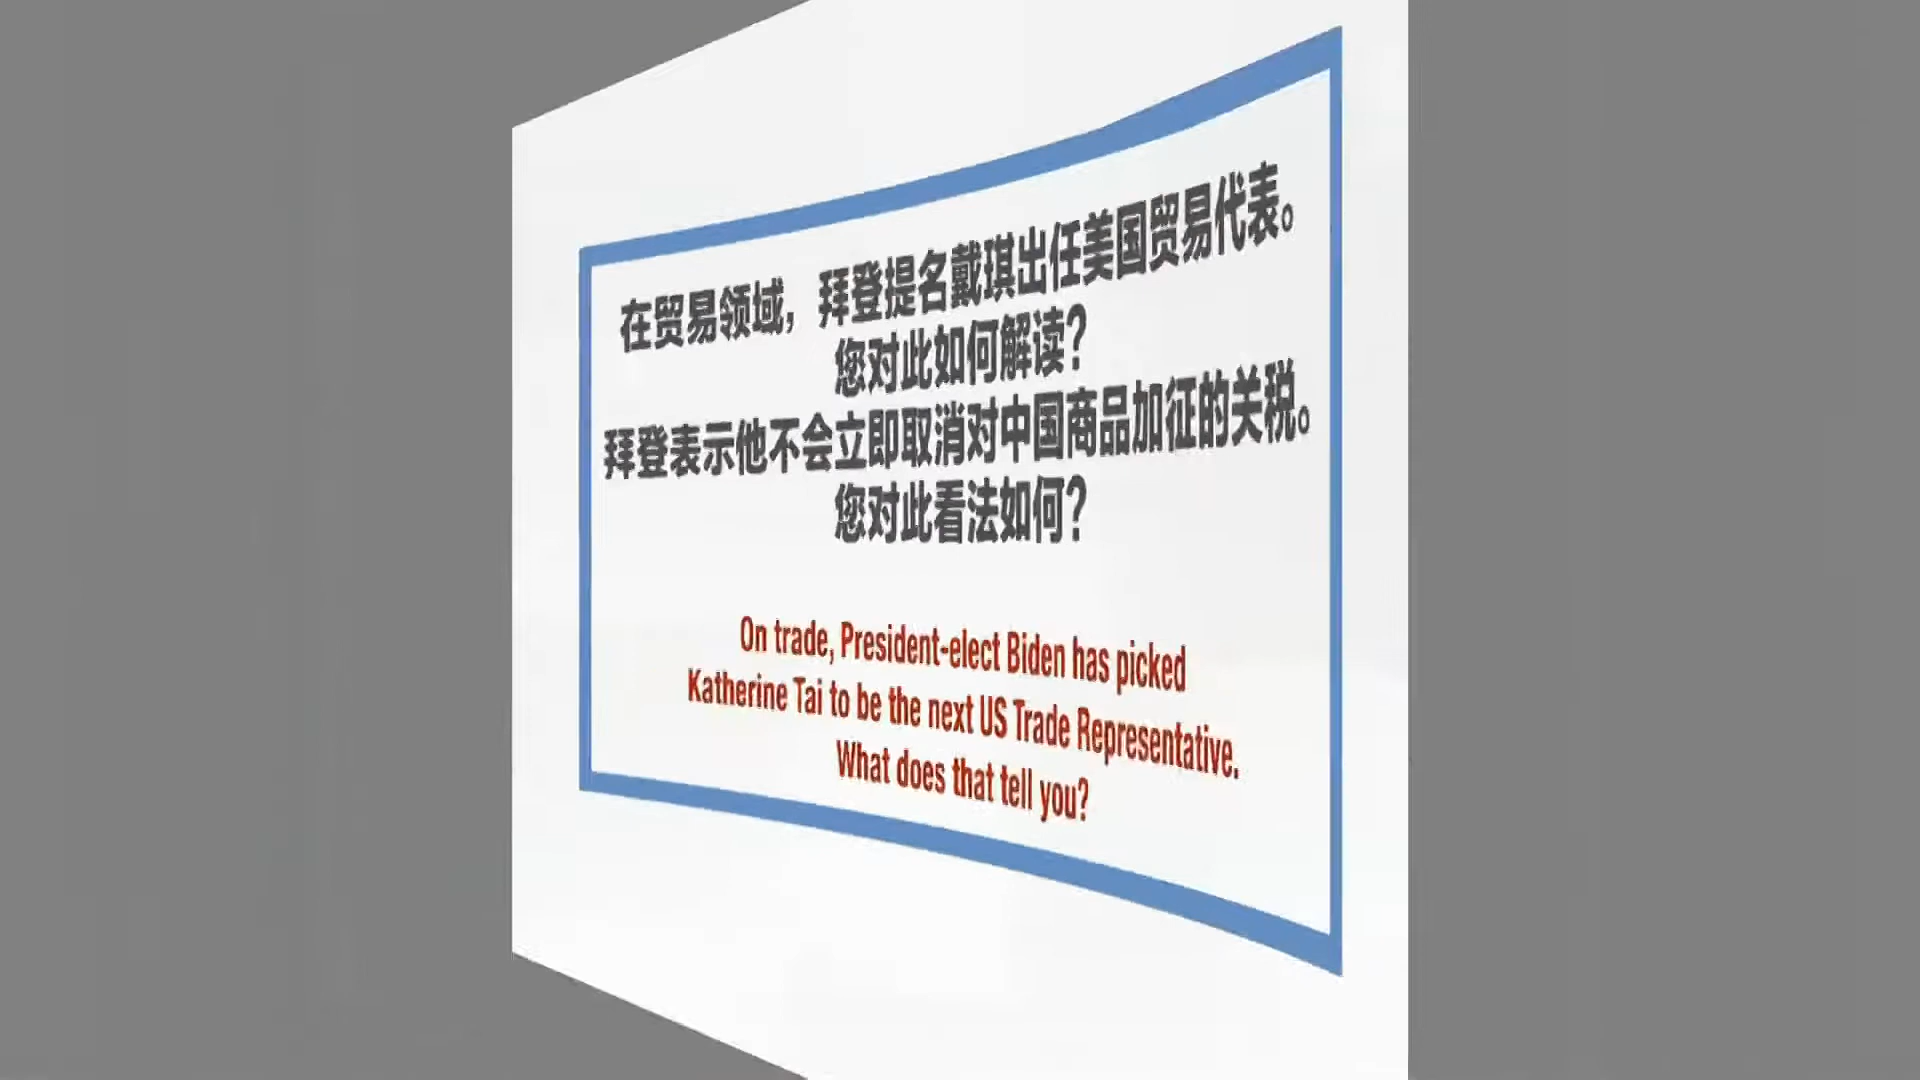 在贸易领域，拜登提名戴琪出任美国贸易代表。
您对此如何解读？
拜登表示他不会立即取消对中国商品加征的关税。
您对此看法如何？
On trade, President-elect Biden has picked
Katherine Tai to be the next US Trade Representative.
What does that tell you?